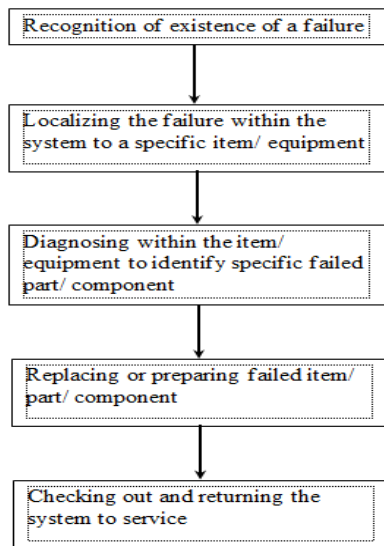 Recognition of existence of a failure
Localizing the failure within the
system to a specific item/ equipment
Diagnosing within the item/
equipment to identify specific failed
part/ component
Replacing or preparing failed item/
part/ component
Checking out and returning the
system to service